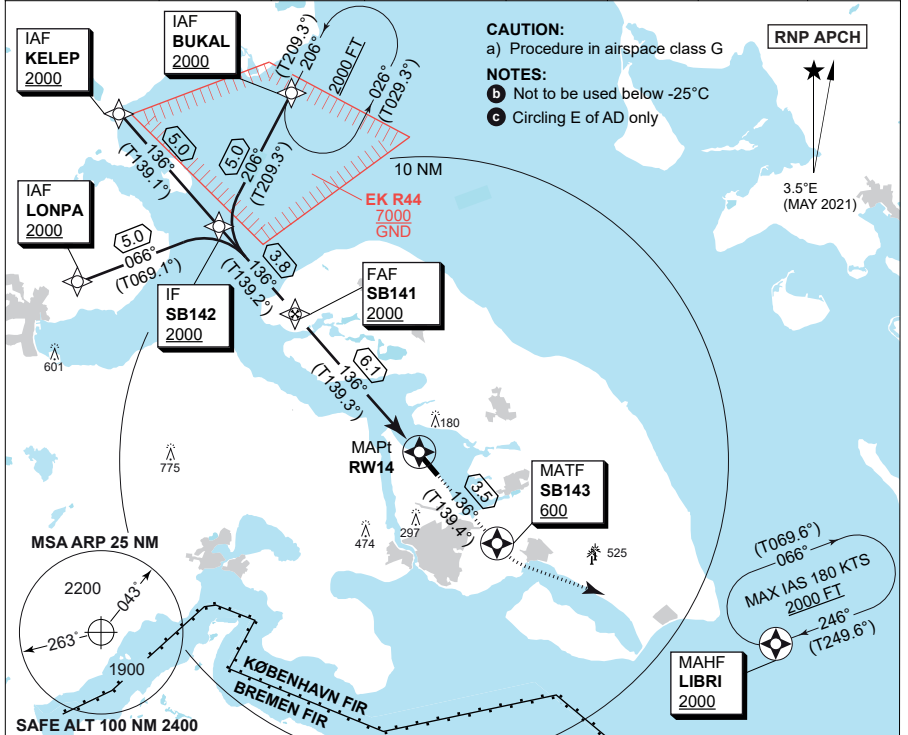 IAF
KELEP
2000
IAF
BUKAL
2000
(T209.3°)
206°
2000 FT
026°
(T029.3°)
CAUTION:
a) Procedure in airspace class G
NOTES:
b Not to be used below -25°C
c Circling E of AD only
RNP APCH
3.5°E
(MAY 2021)
5.0
136°
(T139.1°)
5.0
206°
(T209.3°)
10 NM
EK R44
7000
GND
IAF
LONPA
2000
5.0
066°
(T069.1°)
3.8
136°
(T139.2°)
FAF
SB141
2000
IF
SB142
2000
601
6.1
136°
(T139.3°)
180
MAPt
RW14
775
3.5
136°
(T139.4°)
MATF
SB143
600
297
474
525
MSA ARP 25 NM
2200
043°
263°
1900
SAFE ALT 100 NM 2400
KØBENHAVN FIR
BREMEN FIR
(T069.6°)
066°
MAX IAS 180 KTS
2000 FT
246°
(T249.6°)
MAHF
LIBRI
2000